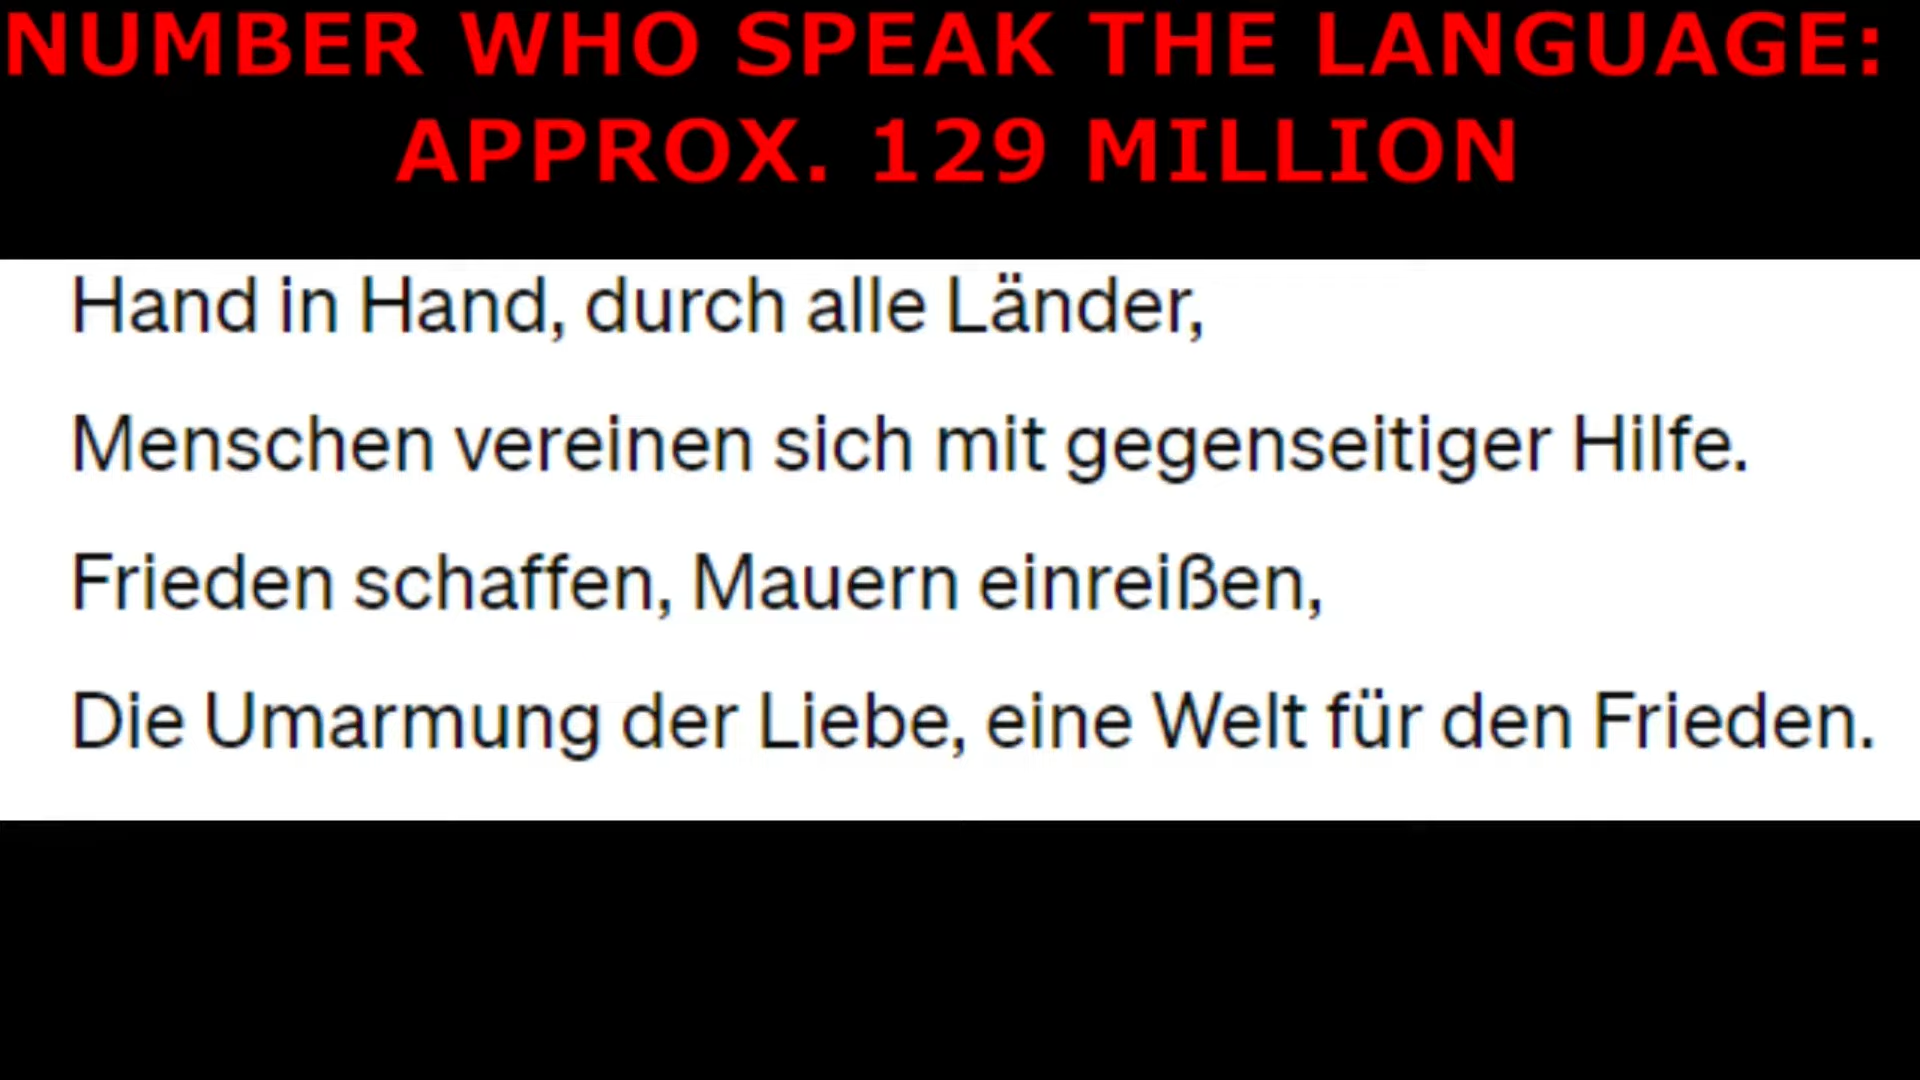 NUMBER WHO SPEAK THE LANGUAGE:
APPROX. 129 MILLION
Hand in Hand, durch alle Länder,
Menschen vereinen sich mit gegenseitiger Hilfe.
Frieden schaffen, Mauern einreißen,
Die Umarmung der Liebe, eine Welt für den Frieden.